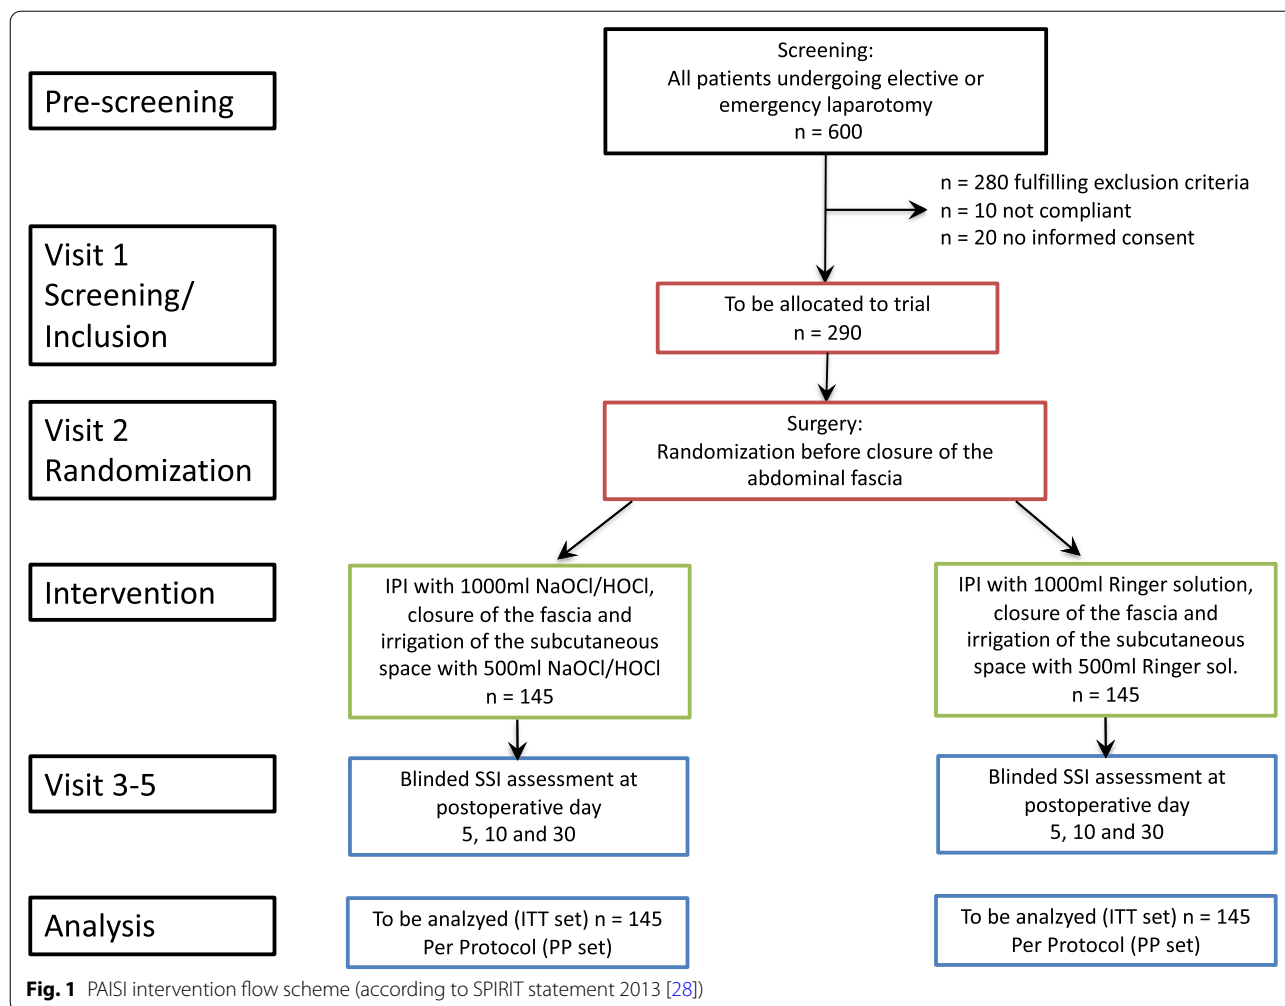 Pre-screening
Screening:
All patients undergoing elective or
emergency laparotomy
n = 600
n = 280 fulfilling exclusion criteria
n = 10 not compliant
n = 20 no informed consent
Visit 1
Screening/
Inclusion
To be allocated to trial
n = 290
Visit 2
Randomization
Surgery:
Randomization before closure of the
abdominal fascia
Intervention
IPI with 1000ml NaOCl/HOCl,
closure of the fascia and
irrigation of the subcutaneous
space with 500ml NaOCl/HOCl
n = 145
IPI with 1000ml Ringer solution,
closure of the fascia and
irrigation of the subcutaneous
space with 500ml Ringer sol.
n = 145
Visit 3-5
Blinded SSI assessment at
postoperative day
5, 10 and 30
Blinded SSI assessment at
postoperative day
5, 10 and 30
Analysis
To be analzyed (ITT set) n = 145
Per Protocol (PP set)
To be analzyed (ITT set) n = 145
Per Protocol (PP set)
Fig. 1 PAISI intervention flow scheme (according to SPIRIT statement 2013 [28])